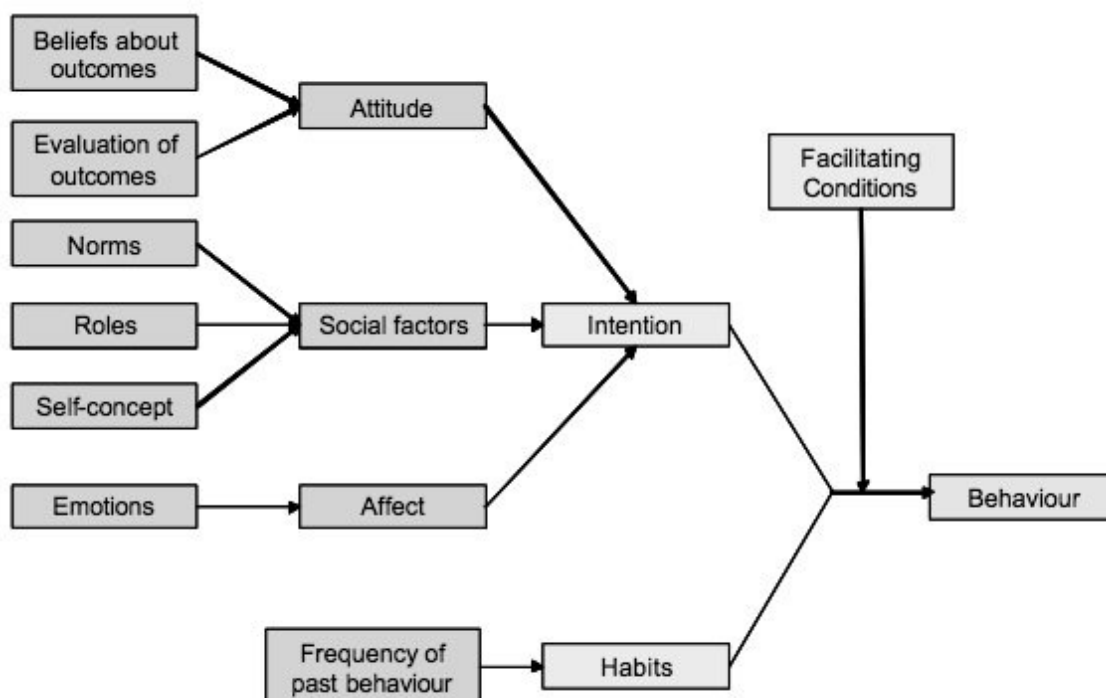 Beliefs about
outcomes
Evaluation of
outcomes
Attitude
Norms
Roles
Self-concept
Social factors
Emotions
Affect
Intention
Frequency of
past behaviour
Habits
Facilitating
Conditions
Behaviour